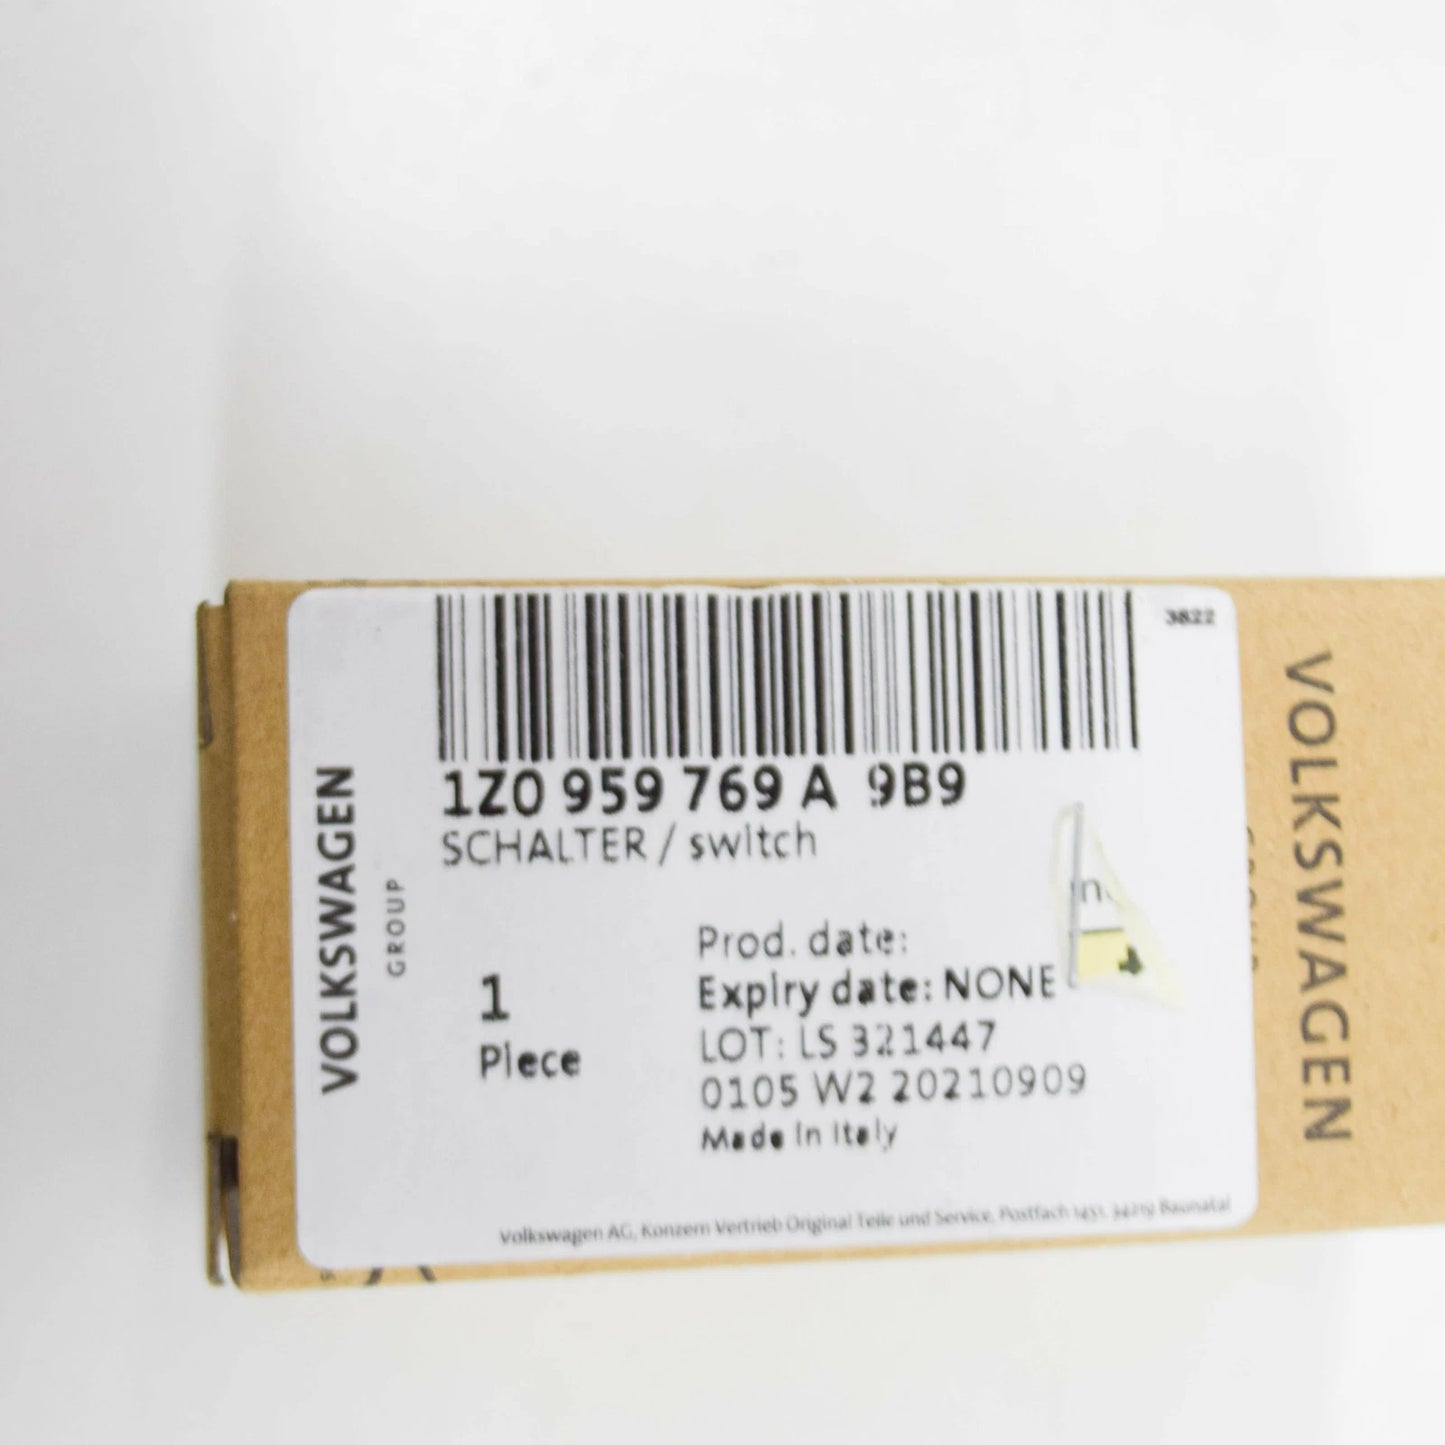 3822
1Z0 959 769 A 9B9
SCHALTER / switch
VOLKSWAGEN
GROUP
1
Piece
Prod. date:
Expiry date: NONE
LOT: LS 321447
0105 W2 20210909
Made In Italy
Volkswagen AG, Konzern Vertrieb Original Teile und Service, Postfach 1451, 34219 Baunatal
VOLKSWAGEN